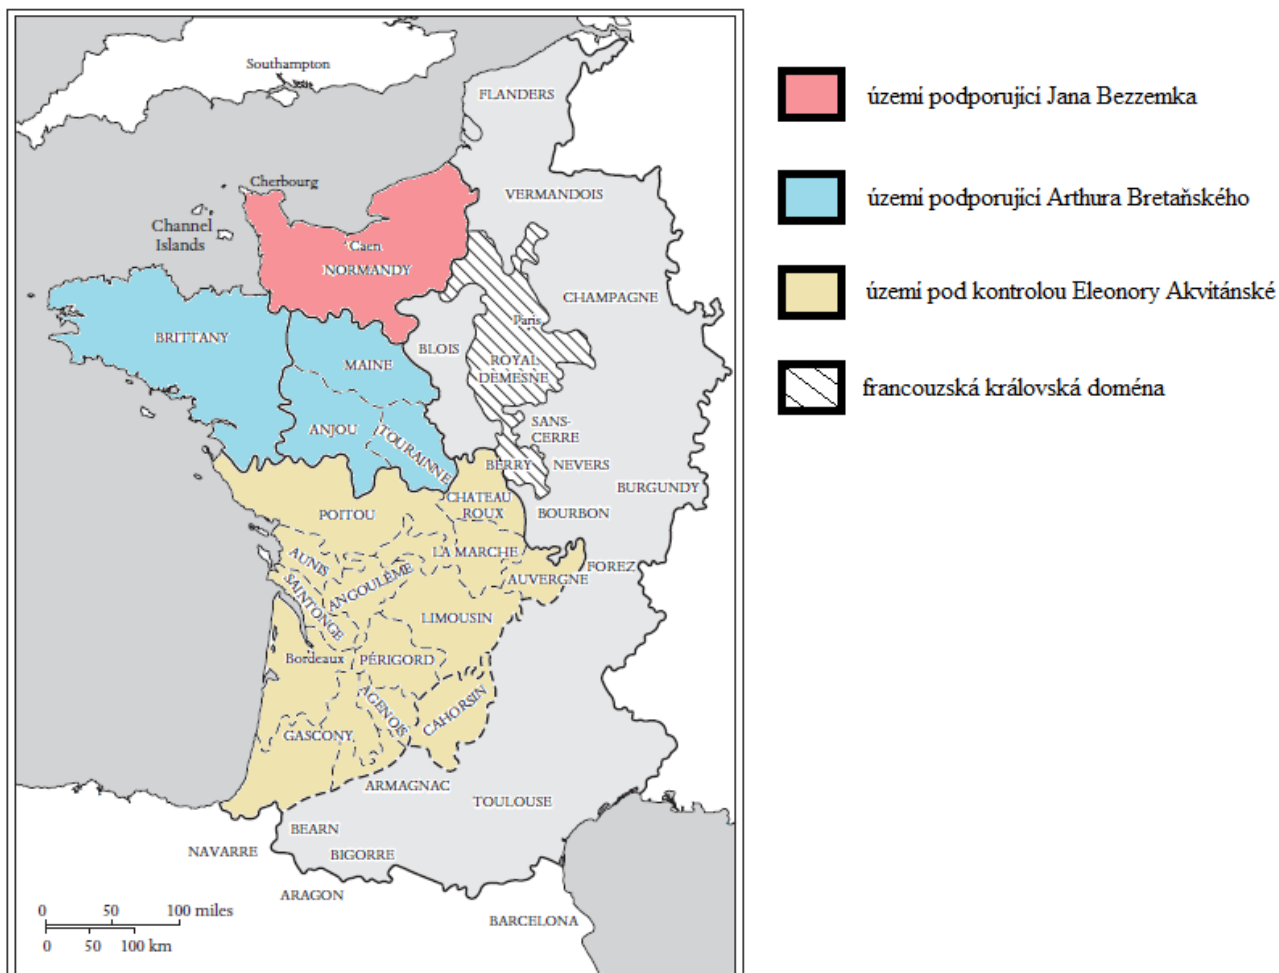 Southampton
FLANDERS
Cherbourg
VERMANDOIS
Channel
Islands
Caen
NORMANDY
CHAMPAGNE
Paris
BRITTANY
BLOIS
MAINE
ROYAL
DEMESNE
ANJOU
TOURAINNE
SANS-
CERRE
BERRY
NEVERS
BURGUNDY
CHATEAU
ROUX
POITOU
BOURBON
LA MARCHE
AUNIS
FOREZ
AUVERGNE
ANGOULÊME
SAINTONGE
LIMOUSIN
Bordeaux
PÉRIGORD
AGENOIS
CAHORSIN
GASCONY
ARMAGNAC
TOULOUSE
BEARN
NAVARRE
BIGORRE
ARAGON
BARCELONA
0 50 100 miles
0 50 100 km
území podporující Jana Bezzemka
území podporující Arthura Bretaňského
území pod kontrolou Eleonory Akvitánské
francouzská královská doména